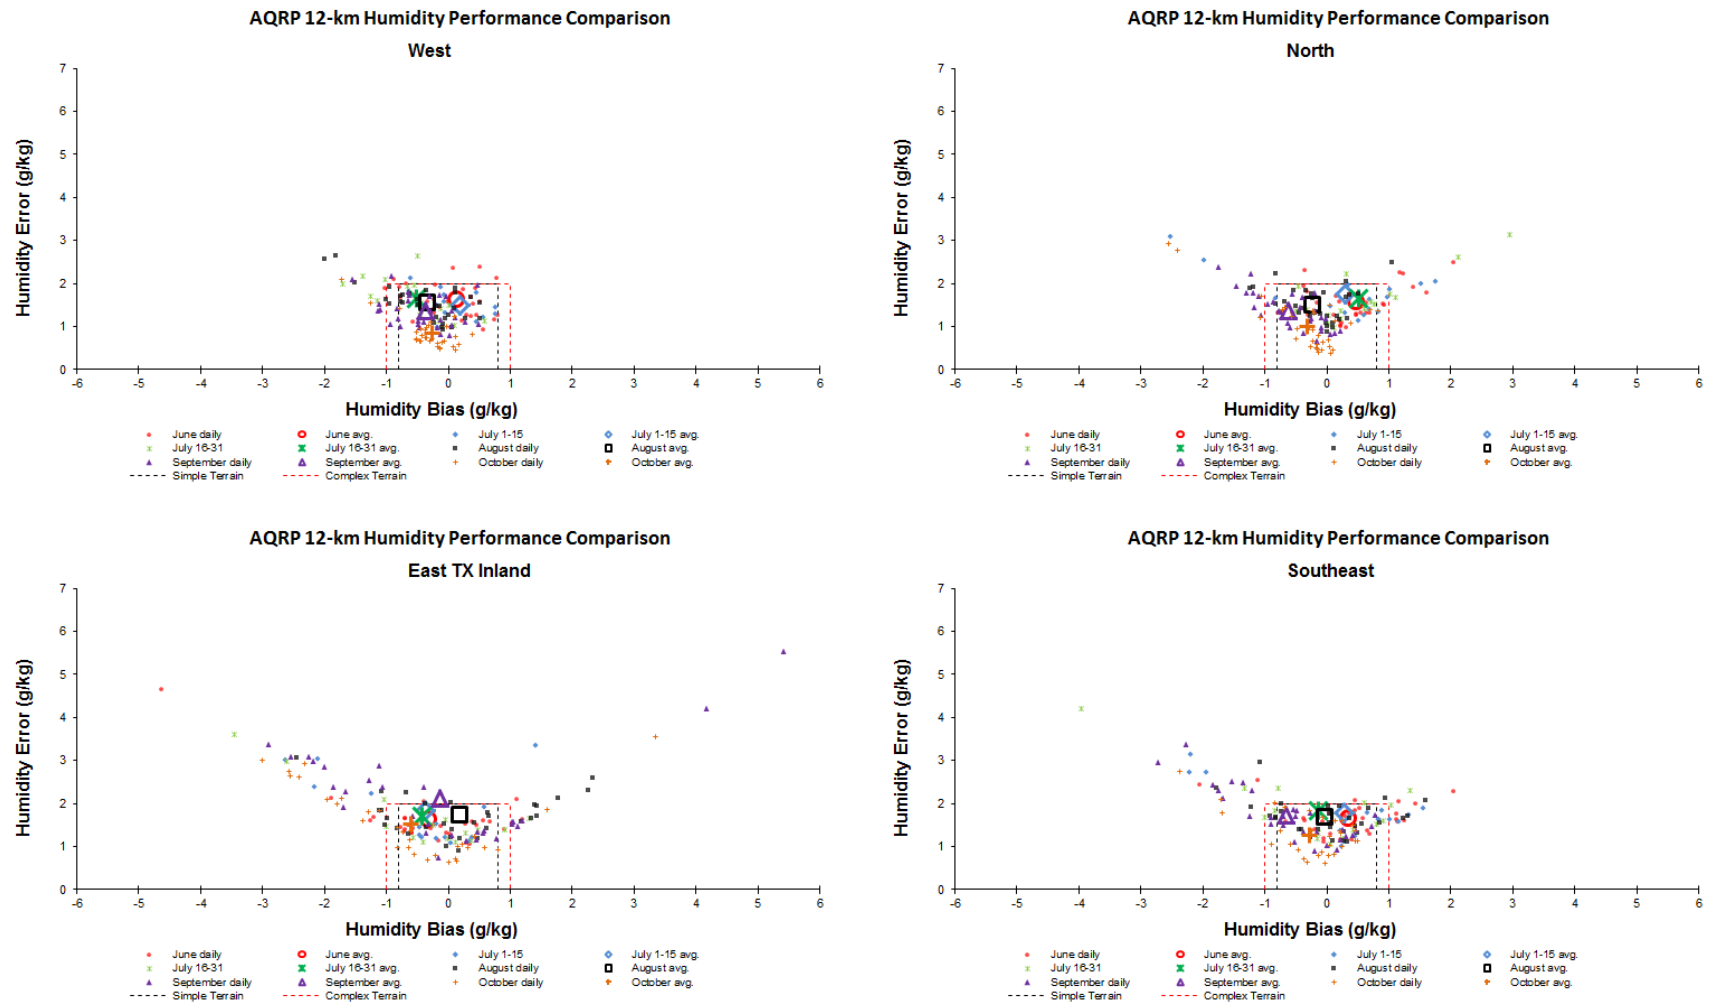 AQRP 12-km Humidity Performance Comparison
West
7
6
5
4
3
2
1
0
Humidity Error (g/kg)
-6 -5 -4 -3 -2 -1 0 1 2 3 4 5 6
Humidity Bias (g/kg)
June daily June avg. July 1-15 July 1-15 avg.
July 16-31 July 16-31 avg. August daily August avg.
September daily September avg. October daily October avg.
Simple Terrain Complex Terrain
AQRP 12-km Humidity Performance Comparison
North
7
6
5
4
3
2
1
0
Humidity Error (g/kg)
-6 -5 -4 -3 -2 -1 0 1 2 3 4 5 6
Humidity Bias (g/kg)
June daily June avg. July 1-15 July 1-15 avg.
July 16-31 July 16-31 avg. August daily August avg.
September daily September avg. October daily October avg.
Simple Terrain Complex Terrain
AQRP 12-km Humidity Performance Comparison
East TX Inland
7
6
5
4
3
2
1
0
Humidity Error (g/kg)
-6 -5 -4 -3 -2 -1 0 1 2 3 4 5 6
Humidity Bias (g/kg)
June daily June avg. July 1-15 July 1-15 avg.
July 16-31 July 16-31 avg. August daily August avg.
September daily September avg. October daily October avg.
Simple Terrain Complex Terrain
AQRP 12-km Humidity Performance Comparison
Southeast
7
6
5
4
3
2
1
0
Humidity Error (g/kg)
-6 -5 -4 -3 -2 -1 0 1 2 3 4 5 6
Humidity Bias (g/kg)
June daily June avg. July 1-15 July 1-15 avg.
July 16-31 July 16-31 avg. August daily August avg.
September daily September avg. October daily October avg.
Simple Terrain Complex Terrain